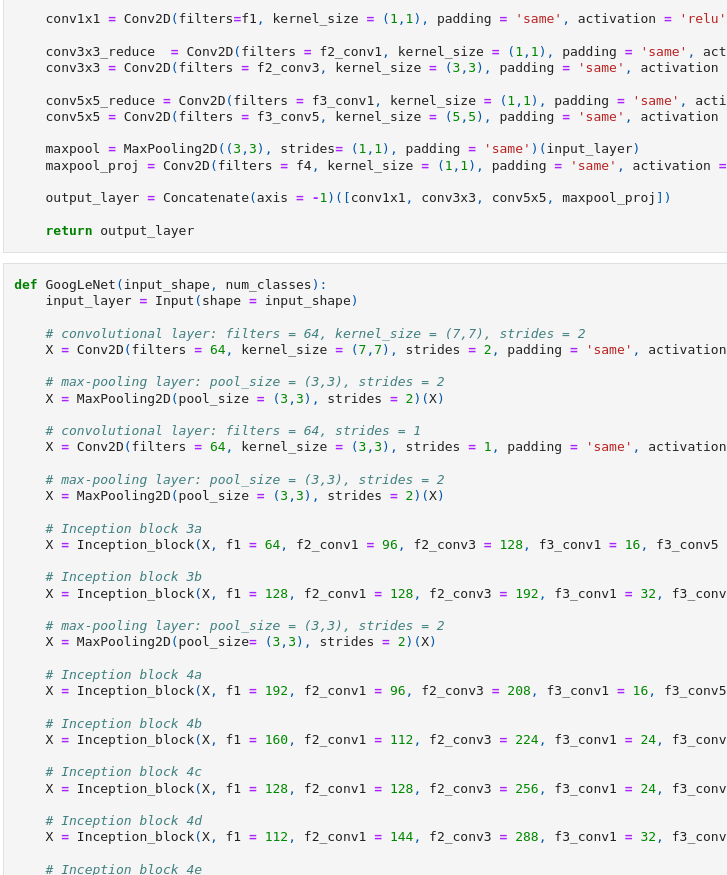 conv1x1 = Conv2D(filters=f1, kernel_size = (1,1), padding = 'same', activation = 'relu'
conv3x3_reduce  = Conv2D(filters = f2_conv1, kernel_size = (1,1), padding = 'same', act
conv3x3 = Conv2D(filters = f2_conv3, kernel_size = (3,3), padding = 'same', activation
conv5x5_reduce = Conv2D(filters = f3_conv1, kernel_size = (1,1), padding = 'same', acti
conv5x5 = Conv2D(filters = f3_conv5, kernel_size = (5,5), padding = 'same', activation
maxpool = MaxPooling2D((3,3), strides= (1,1), padding = 'same')(input_layer)
maxpool_proj = Conv2D(filters = f4, kernel_size = (1,1), padding = 'same', activation =
output_layer = Concatenate(axis = -1)([conv1x1, conv3x3, conv5x5, maxpool_proj])
return output_layer
def GoogLeNet(input_shape, num_classes):
input_layer = Input(shape = input_shape)
# convolutional layer: filters = 64, kernel_size = (7,7), strides = 2
X = Conv2D(filters = 64, kernel_size = (7,7), strides = 2, padding = 'same', activation
# max-pooling layer: pool_size = (3,3), strides = 2
X = MaxPooling2D(pool_size = (3,3), strides = 2)(X)
# convolutional layer: filters = 64, strides = 1
X = Conv2D(filters = 64, kernel_size = (3,3), strides = 1, padding = 'same', activation
# max-pooling layer: pool_size = (3,3), strides = 2
X = MaxPooling2D(pool_size = (3,3), strides = 2)(X)
# Inception block 3a
X = Inception_block(X, f1 = 64, f2_conv1 = 96, f2_conv3 = 128, f3_conv1 = 16, f3_conv5
# Inception block 3b
X = Inception_block(X, f1 = 128, f2_conv1 = 128, f2_conv3 = 192, f3_conv1 = 32, f3_conv
# max-pooling layer: pool_size = (3,3), strides = 2
X = MaxPooling2D(pool_size= (3,3), strides = 2)(X)
# Inception block 4a
X = Inception_block(X, f1 = 192, f2_conv1 = 96, f2_conv3 = 208, f3_conv1 = 16, f3_conv5
# Inception block 4b
X = Inception_block(X, f1 = 160, f2_conv1 = 112, f2_conv3 = 224, f3_conv1 = 24, f3_conv
# Inception block 4c
X = Inception_block(X, f1 = 128, f2_conv1 = 128, f2_conv3 = 256, f3_conv1 = 24, f3_conv
# Inception block 4d
X = Inception_block(X, f1 = 112, f2_conv1 = 144, f2_conv3 = 288, f3_conv1 = 32, f3_conv
# Inception block 4e